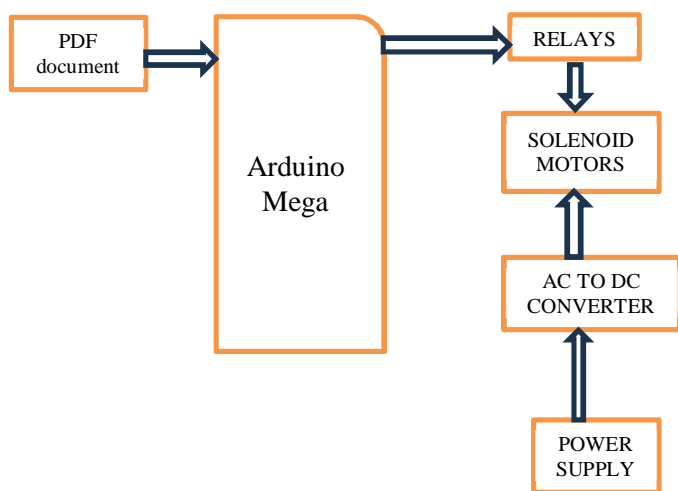 PDF
document
Arduino
Mega
RELAYS
SOLENOID
MOTORS
AC TO DC
CONVERTER
POWER
SUPPLY